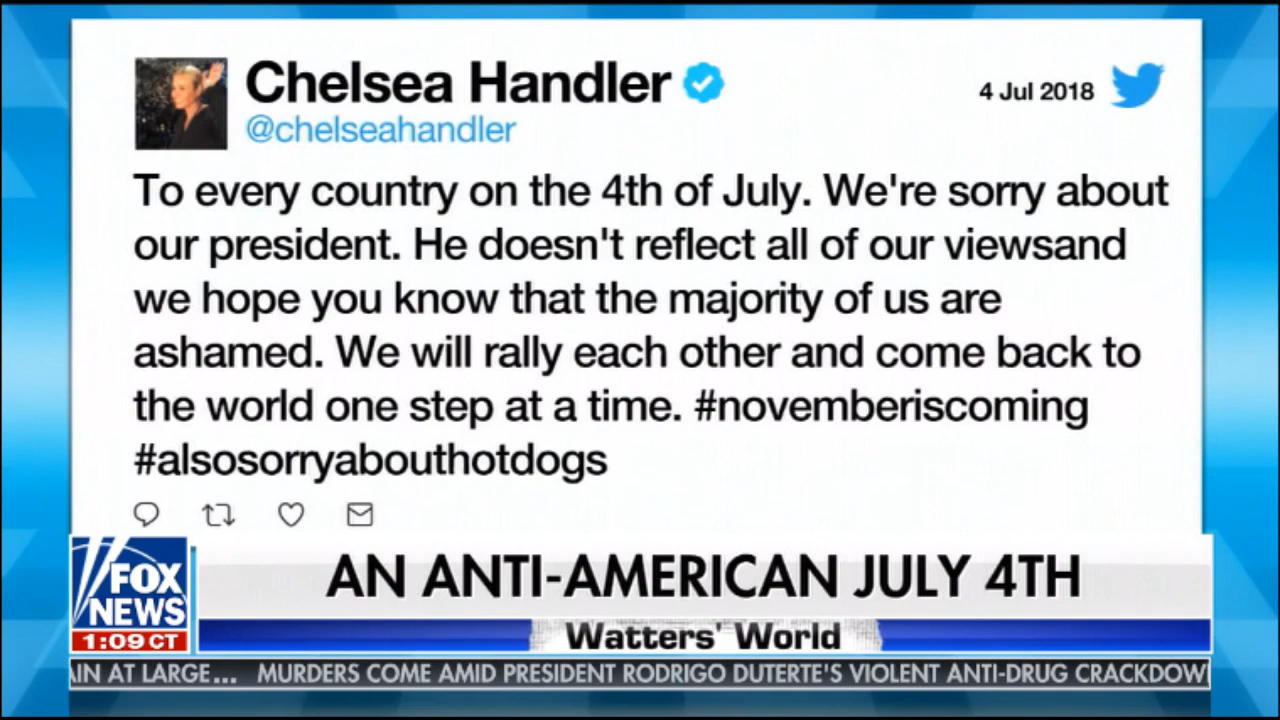 Chelsea Handler
4 Jul 2018
@chelseahandler
To every country on the 4th of July. We're sorry about
our president. He doesn't reflect all of our viewsand
we hope you know that the majority of us are
ashamed. We will rally each other and come back to
the world one step at a time. #novemberiscoming
#alsosorryabouthotdogs
FOX
NEWS
1:09 CT
AN ANTI-AMERICAN JULY 4TH
Watters' World
AT LARGE... MURDERS COME AMID PRESIDENT RODRIGO DUTERTE'S VIOLENT ANTI-DRUG